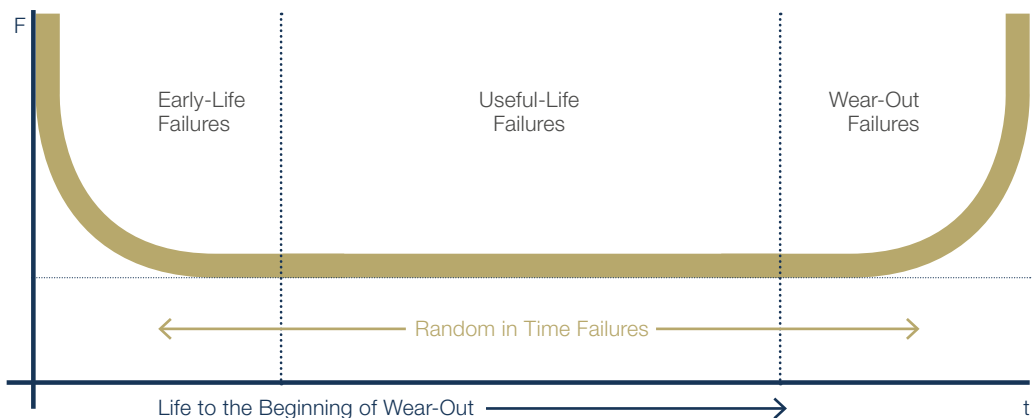 F
Early-Life
Failures
Useful-Life
Failures
Wear-Out
Failures
Random in Time Failures
Life to the Beginning of Wear-Out
t